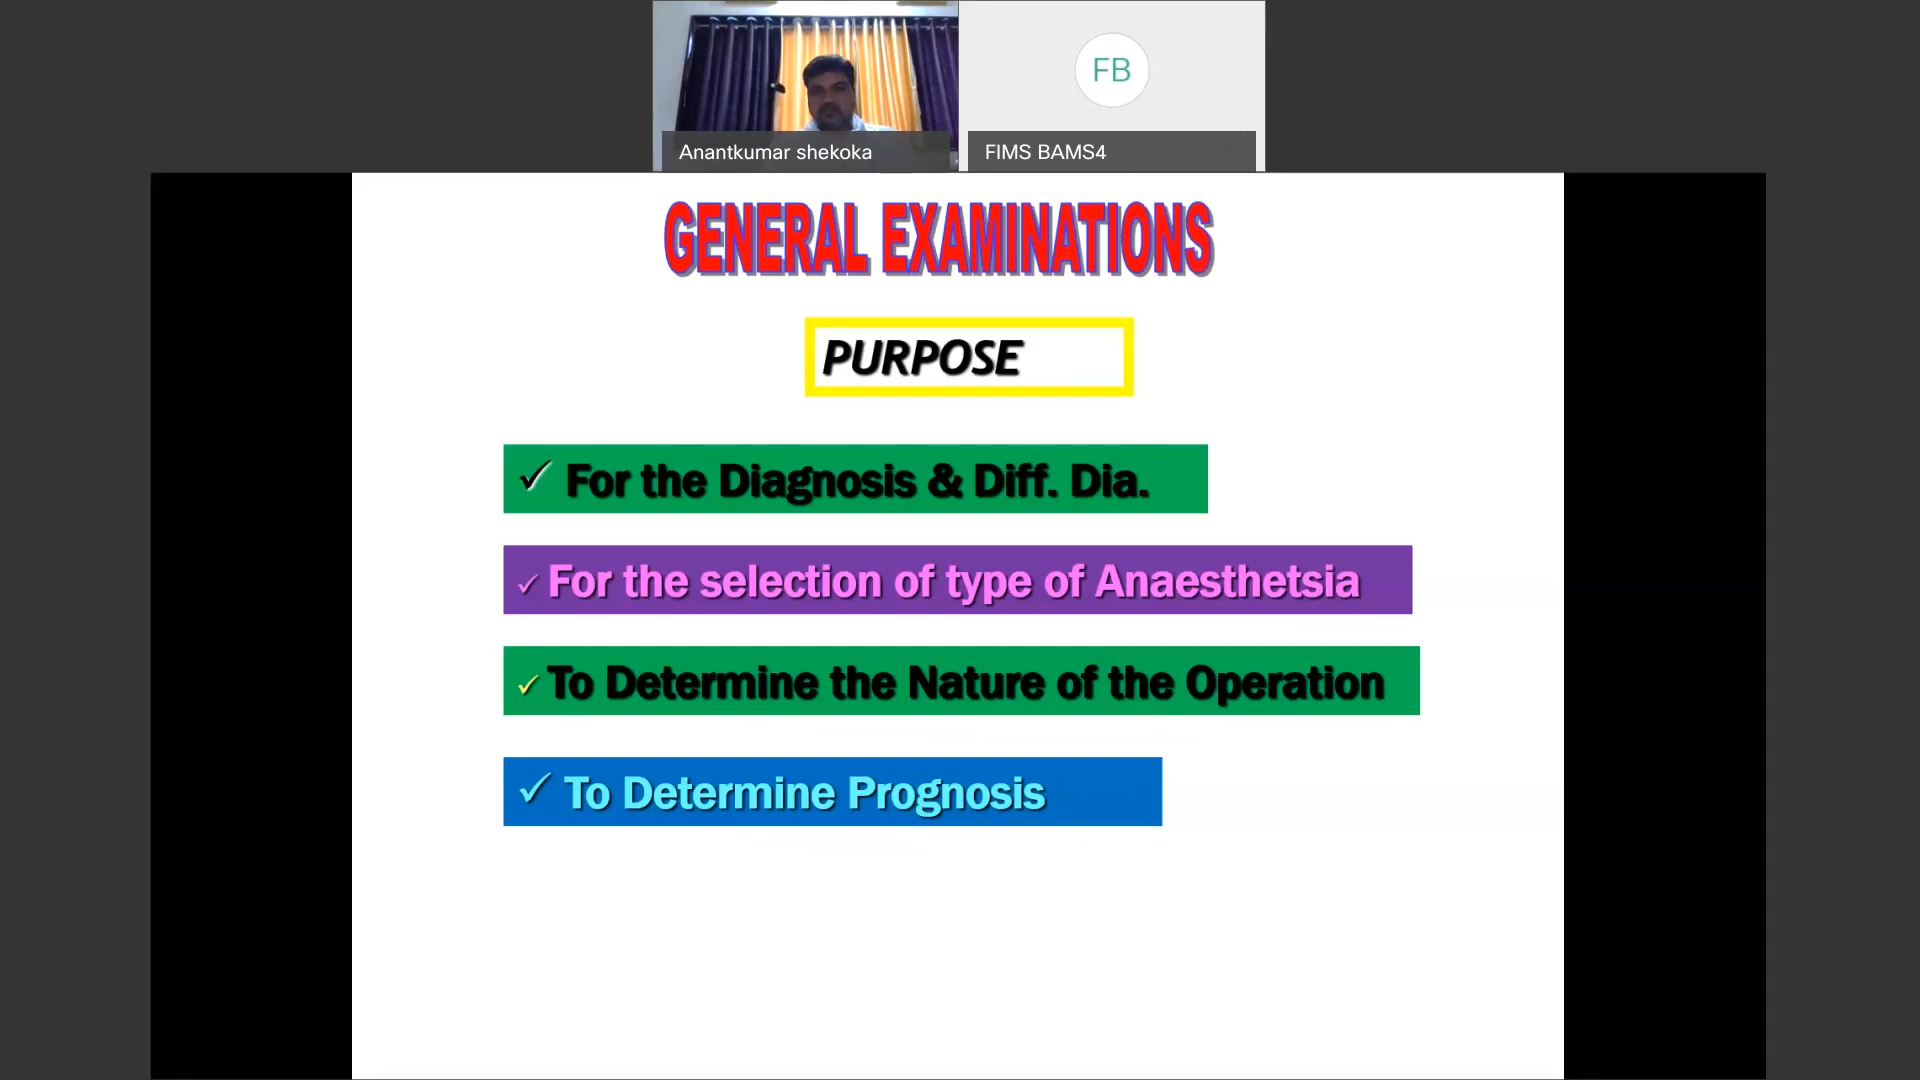 FB
Anantkumar shekoka
FIMS BAMS4
GENERAL EXAMINATIONS
PURPOSE
✓ For the Diagnosis & Diff. Dia.
✓ For the selection of type of Anaesthetsia
✓ To Determine the Nature of the Operation
✓ To Determine Prognosis